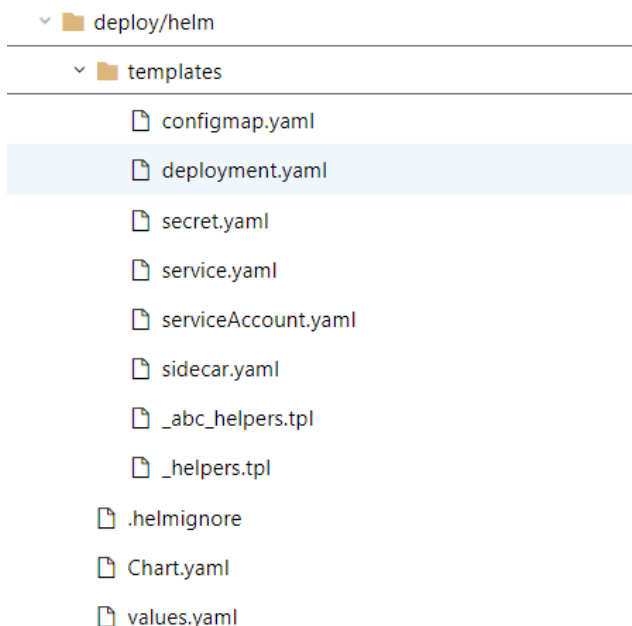 deploy/helm
templates
configmap.yaml
deployment.yaml
secret.yaml
service.yaml
serviceAccount.yaml
sidecar.yaml
_abc_helpers.tpl
_helpers.tpl
.helmignore
Chart.yaml
values.yaml